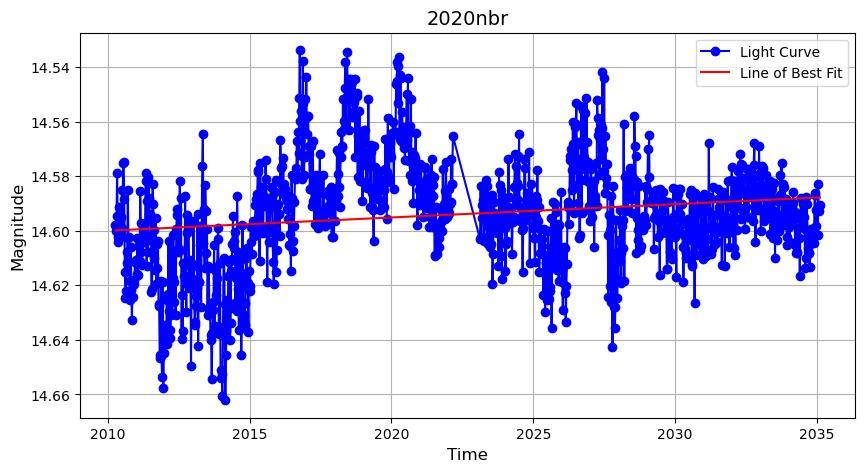 2020nbr
Light Curve
Line of Best Fit
Magnitude
14.54
14.56
14.58
14.60
14.62
14.64
14.66
2010
2015
2020
2025
2030
2035
Time